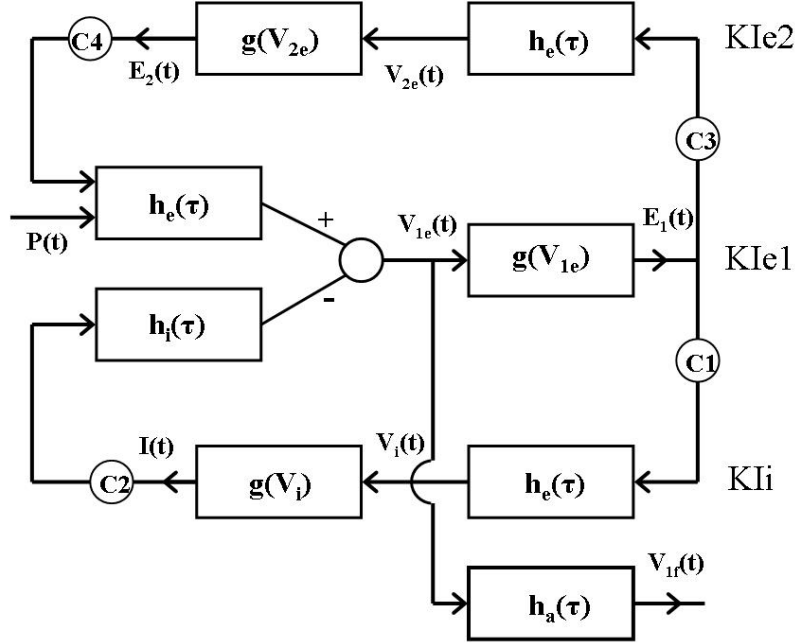 C4
g(V2e)
he(τ)
KIe2
E2(t)
V2e(t)
C3
he(τ)
P(t)
+
V1e(t)
g(V1e)
E1(t)
KIe1
-
hi(τ)
C1
I(t)
Vi(t)
C2
g(Vi)
he(τ)
KIi
V1f(t)
ha(τ)